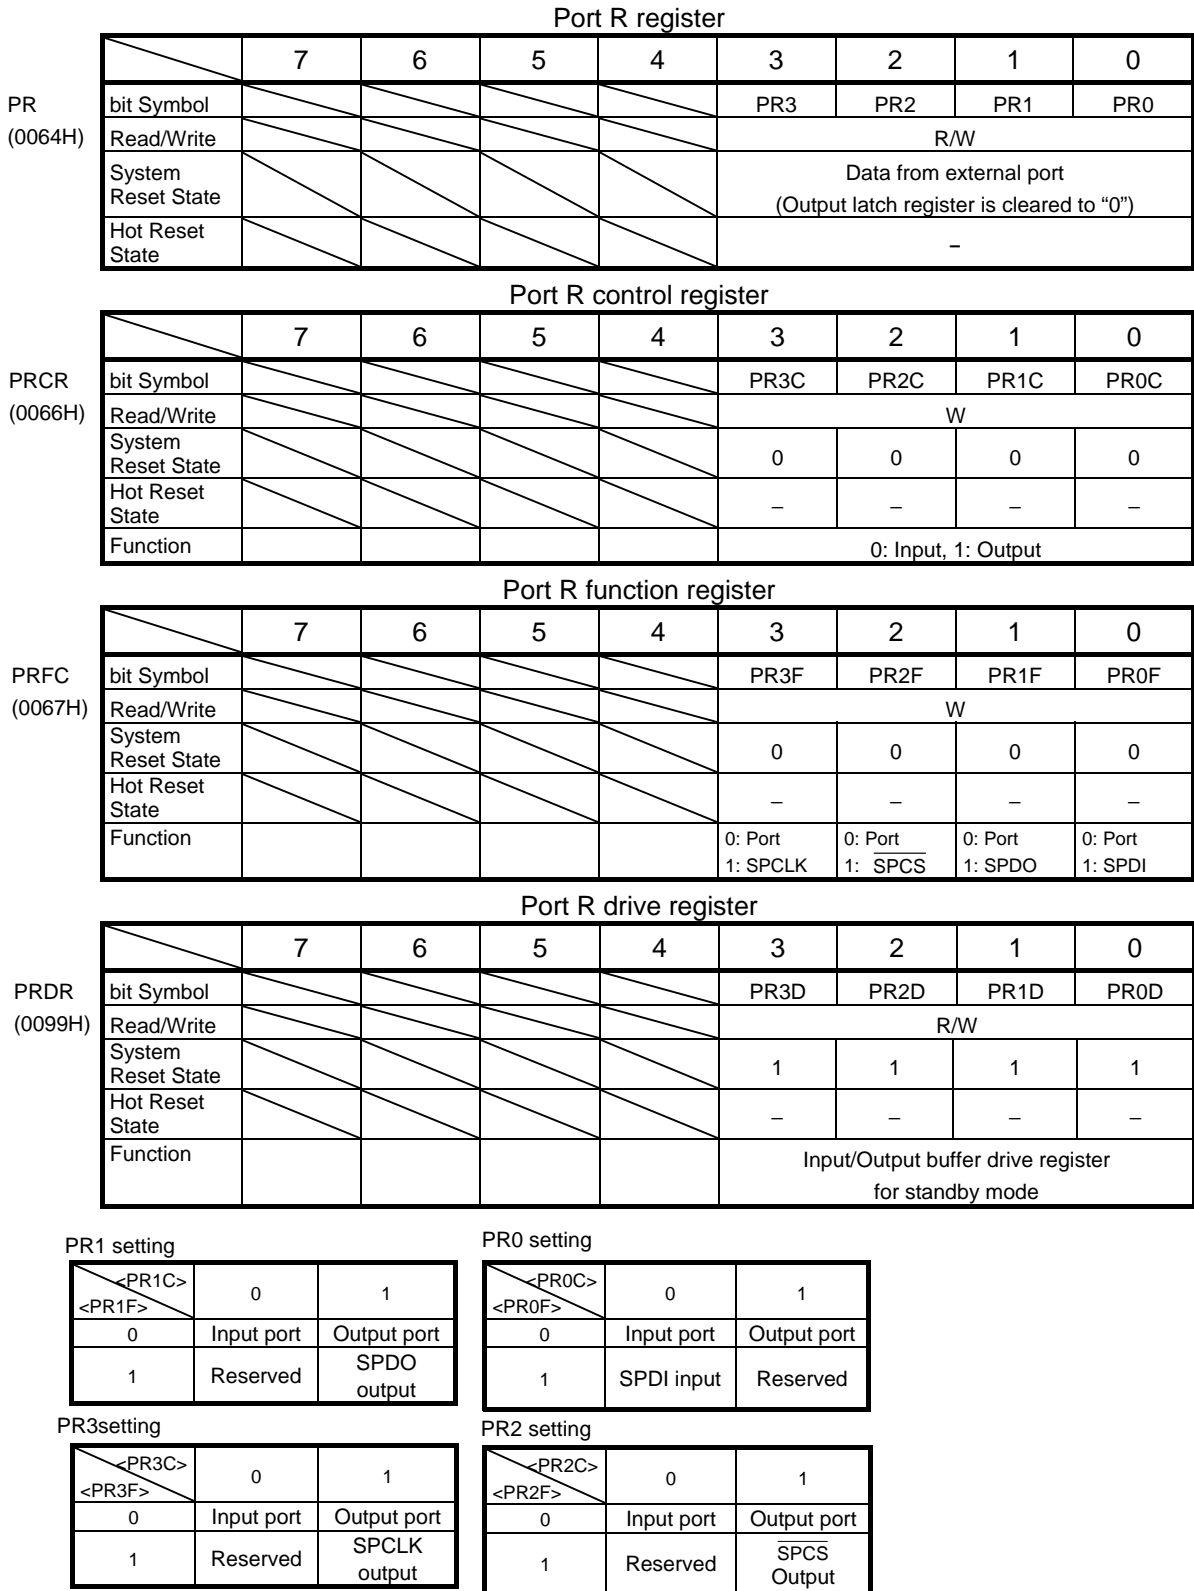 Port R register
7 6 5 4 3 2 1 0
PR
(0064H)
bit Symbol PR3 PR2 PR1 PR0
Read/Write R/W
System
Reset State
Data from external port
(Output latch register is cleared to “0”)
Hot Reset
State
–
Port R control register
7 6 5 4 3 2 1 0
PRCR
(0066H)
bit Symbol PR3C PR2C PR1C PR0C
Read/Write W
System
Reset State
0 0 0 0
Hot Reset
State
– – – –
Function 0: Input, 1: Output
Port R function register
7 6 5 4 3 2 1 0
PRFC
(0067H)
bit Symbol PR3F PR2F PR1F PR0F
Read/Write W
System
Reset State
0 0 0 0
Hot Reset
State
– – – –
Function 0: Port 0: Port 0: Port 0: Port
1: SPCLK 1: SPCS 1: SPDO 1: SPDI
Port R drive register
7 6 5 4 3 2 1 0
PRDR
(0099H)
bit Symbol PR3D PR2D PR1D PR0D
Read/Write R/W
System
Reset State
1 1 1 1
Hot Reset
State
– – – –
Function
Input/Output buffer drive register
for standby mode
PR1 setting
<PR1C>
<PR1F>
0 1
0 Input port Output port
1 Reserved SPDO
output
PR0 setting
<PR0C>
<PR0F>
0 1
0 Input port Output port
1 SPDI input Reserved
PR3setting
<PR3C>
<PR3F>
0 1
0 Input port Output port
1 Reserved SPCLK
output
PR2 setting
<PR2C>
<PR2F>
0 1
0 Input port Output port
1 Reserved SPCS
Output